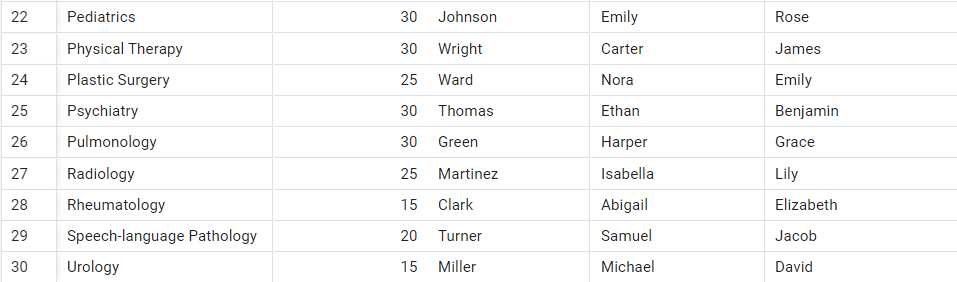 22 Pediatrics 30 Johnson Emily Rose
23 Physical Therapy 30 Wright Carter James
24 Plastic Surgery 25 Ward Nora Emily
25 Psychiatry 30 Thomas Ethan Benjamin
26 Pulmonology 30 Green Harper Grace
27 Radiology 25 Martinez Isabella Lily
28 Rheumatology 15 Clark Abigail Elizabeth
29 Speech-language Pathology 20 Turner Samuel Jacob
30 Urology 15 Miller Michael David